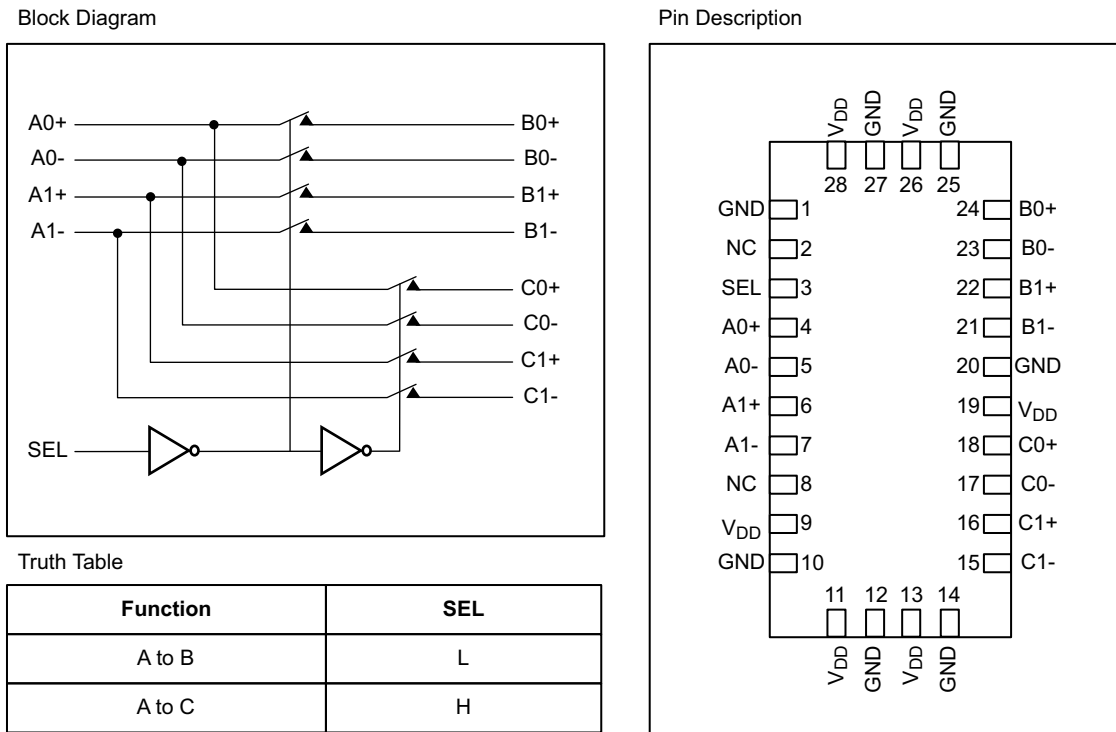 Block Diagram
A0+ B0+
A0- B0-
A1+ B1+
A1- B1-
C0+
C0-
C1+
C1-
SEL
Truth Table
Function SEL
A to B L
A to C H
Pin Description
VDD GND VDD GND
28 27 26 25
GND 1 24 B0+
NC 2 23 B0-
SEL 3 22 B1+
A0+ 4 21 B1-
A0- 5 20 GND
A1+ 6 19 VDD
A1- 7 18 C0+
NC 8 17 C0-
VDD 9 16 C1+
GND 10 15 C1-
11 12 13 14
VDD GND VDD GND